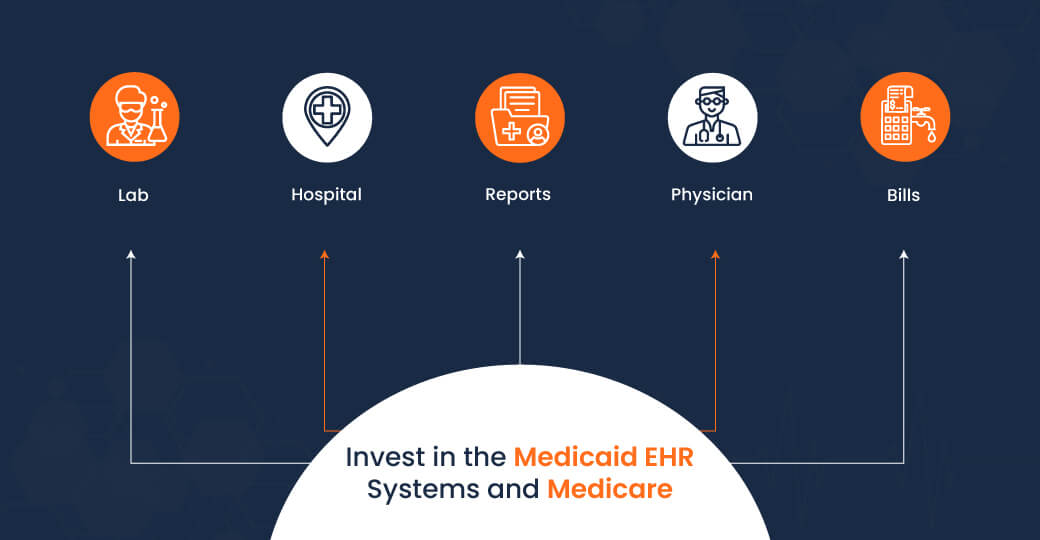 Lab
Hospital
Reports
Physician
Bills
Invest in the Medicaid EHR
Systems and Medicare